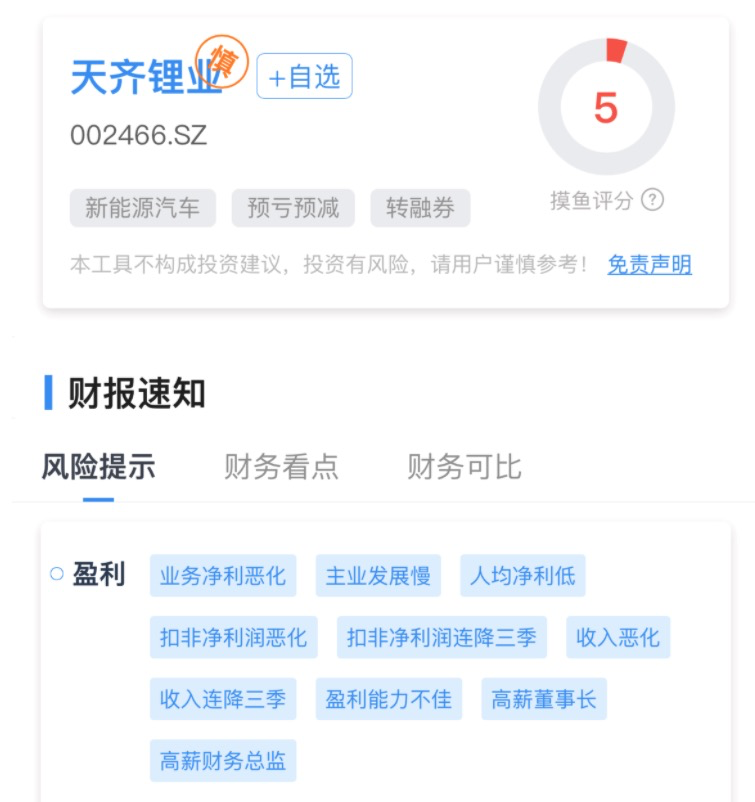 天齐锂业 慎 +自选
002466.SZ
5
摸鱼评分 ?
新能源汽车 预亏预减 转融券
本工具不构成投资建议，投资有风险，请用户谨慎参考！ 免责声明
财报速知
风险提示 财务看点 财务可比
盈利 业务净利恶化 主业发展慢 人均净利低
扣非净利润恶化 扣非净利润连降三季 收入恶化
收入连降三季 盈利能力不佳 高薪董事长
高薪财务总监